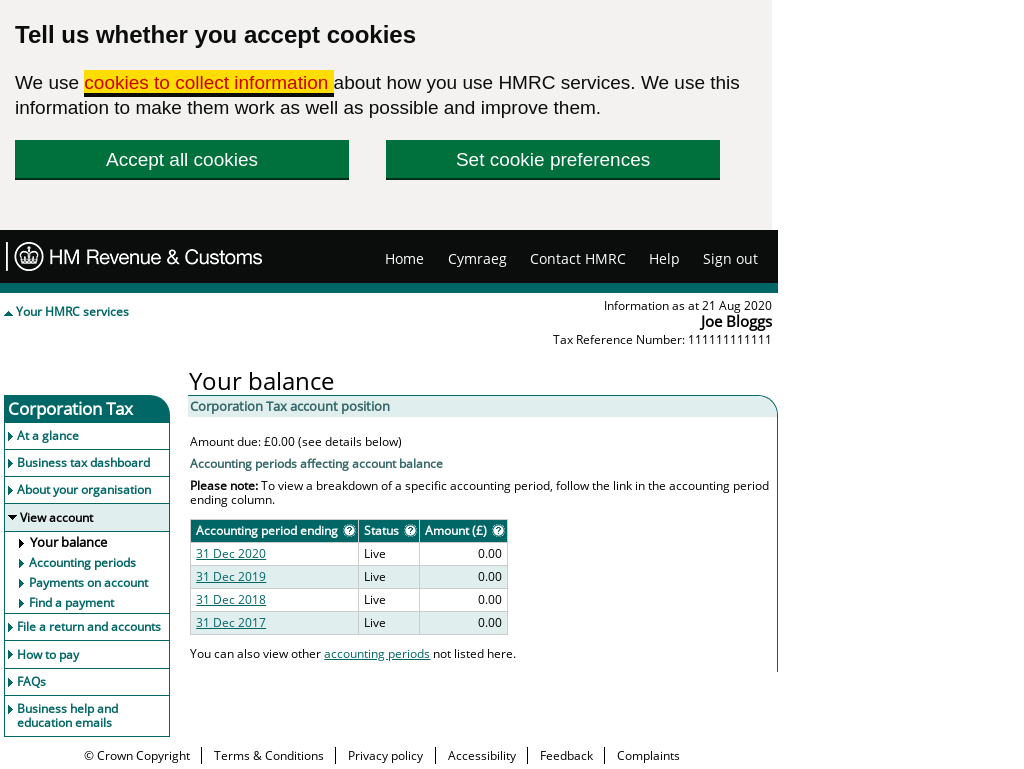 Tell us whether you accept cookies
We use cookies to collect information about how you use HMRC services. We use this
information to make them work as well as possible and improve them.
Accept all cookies
Set cookie preferences
HM Revenue & Customs
Home
Cymraeg
Contact HMRC
Help
Sign out
Your HMRC services
Information as at 21 Aug 2020
Joe Bloggs
Tax Reference Number: 111111111111
Your balance
Corporation Tax
At a glance
Business tax dashboard
About your organisation
View account
Your balance
Accounting periods
Payments on account
Find a payment
File a return and accounts
How to pay
FAQs
Business help and
education emails
Corporation Tax account position
Amount due: £0.00 (see details below)
Accounting periods affecting account balance
Please note: To view a breakdown of a specific accounting period, follow the link in the accounting period
ending column.
Accounting period ending ? Status ? Amount (£) ?
31 Dec 2020 Live 0.00
31 Dec 2019 Live 0.00
31 Dec 2018 Live 0.00
31 Dec 2017 Live 0.00
You can also view other accounting periods not listed here.
© Crown Copyright
Terms & Conditions
Privacy policy
Accessibility
Feedback
Complaints